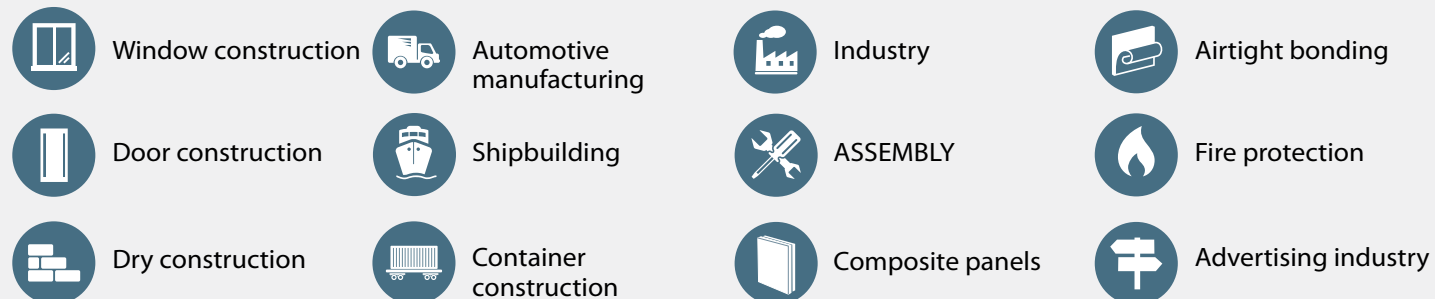 Window construction
Automotive
manufacturing
Industry
Airtight bonding
Door construction
Shipbuilding
ASSEMBLY
Fire protection
Dry construction
Container
construction
Composite panels
Advertising industry